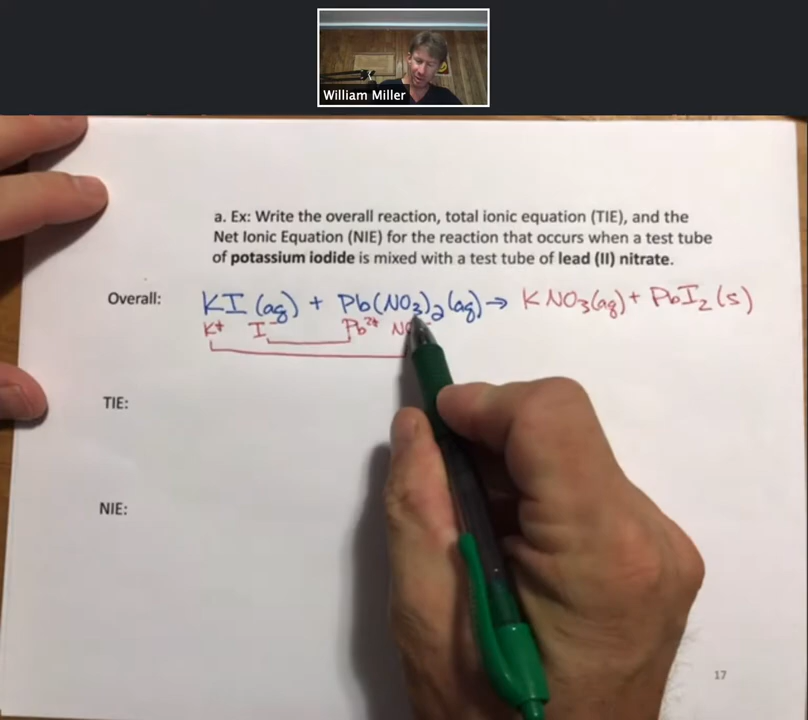 William Miller
a. Ex: Write the overall reaction, total ionic equation (TIE), and the
Net Ionic Equation (NIE) for the reaction that occurs when a test tube
of potassium iodide is mixed with a test tube of lead (II) nitrate.
Overall: KI (aq) + Pb(NO₃)₂(aq) → KNO₃(aq) + PbI₂(s)
K⁺ I⁻ Pb²⁺ NO
TIE:
NIE:
17